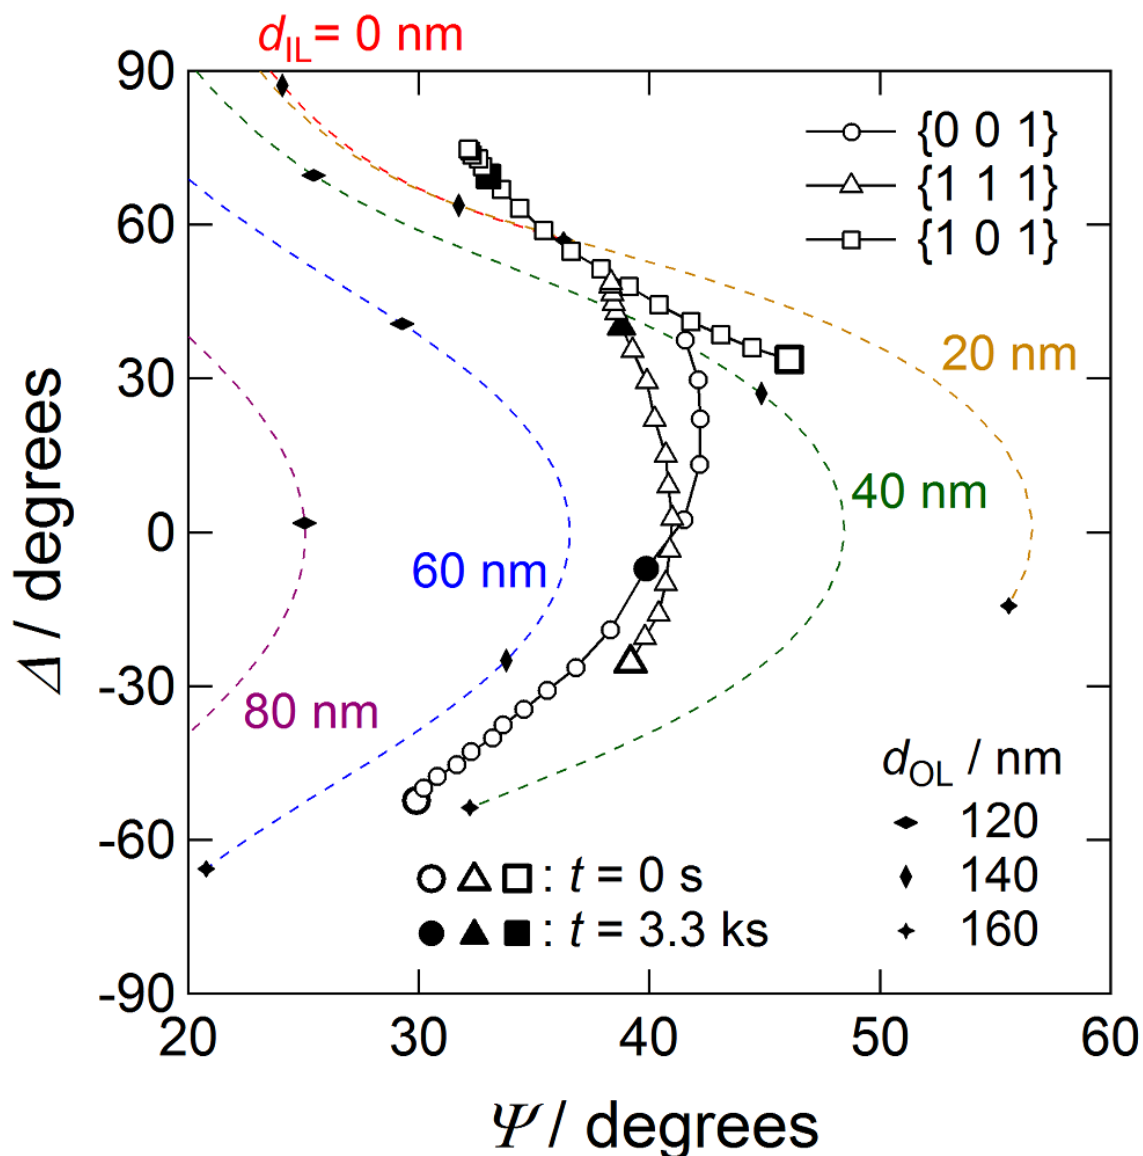 d_IL = 0 nm
90
60
30
0
-30
-60
-90
Δ / degrees
{0 0 1}
{1 1 1}
{1 0 1}
20 nm
40 nm
60 nm
80 nm
d_OL / nm
120
140
160
: t = 0 s
: t = 3.3 ks
20
30
40
50
60
Ψ / degrees